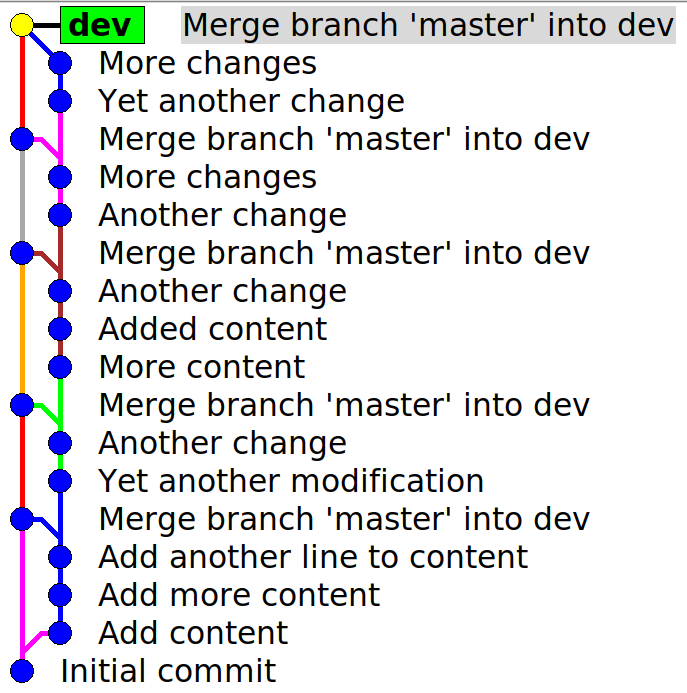 dev Merge branch 'master' into dev
More changes
Yet another change
Merge branch 'master' into dev
More changes
Another change
Merge branch 'master' into dev
Another change
Added content
More content
Merge branch 'master' into dev
Another change
Yet another modification
Merge branch 'master' into dev
Add another line to content
Add more content
Add content
Initial commit